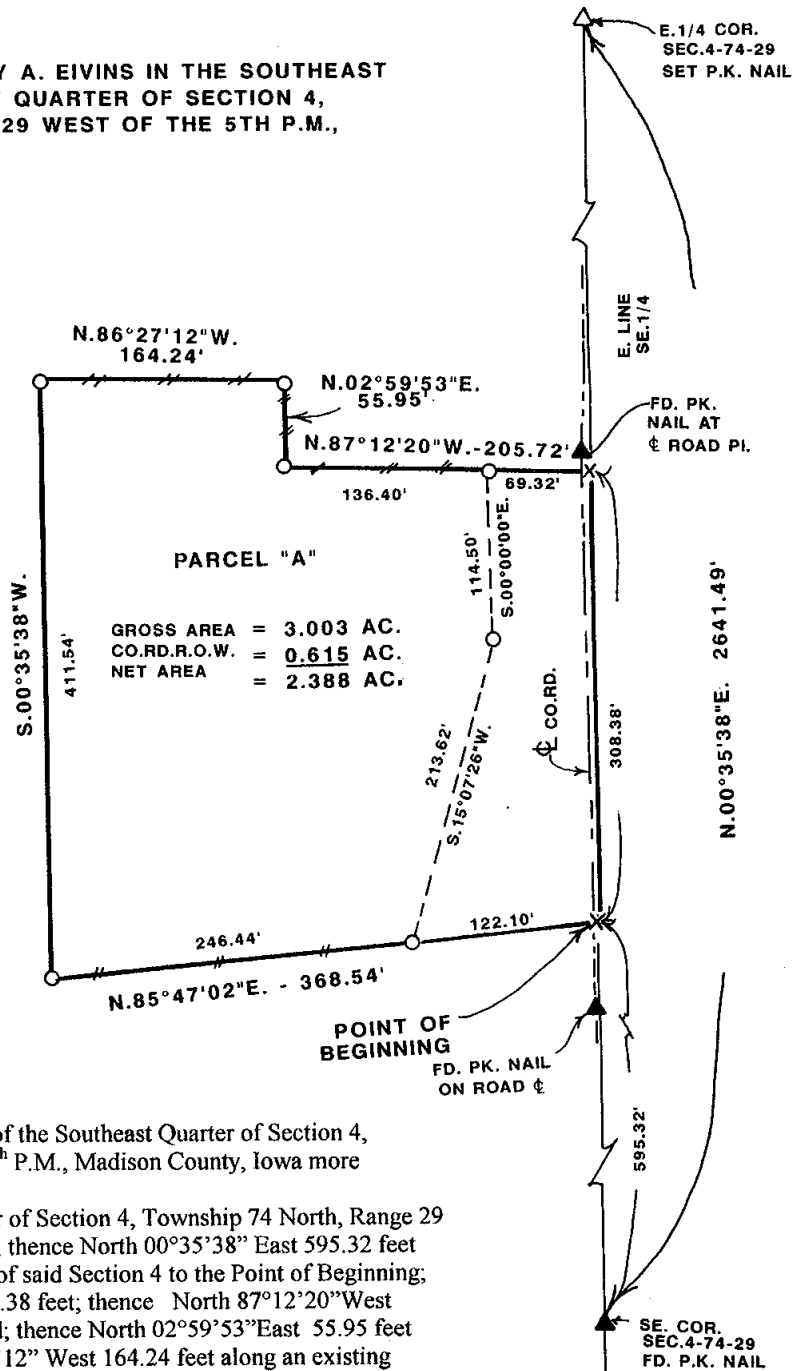 Y A. EIVINS IN THE SOUTHEAST
QUARTER OF SECTION 4,
29 WEST OF THE 5TH P.M.,
E.1/4 COR.
SEC.4-74-29
SET P.K. NAIL
E. LINE
SE.1/4
N.86°27'12"W.
164.24'
N.02°59'53"E.
55.95'
FD. PK.
NAIL AT
℄ ROAD PI.
N.87°12'20"W.-205.72'
136.40'
69.32'
114.50'
S.00°00'00"E.
PARCEL "A"
GROSS AREA = 3.003 AC.
CO.RD.R.O.W. = 0.615 AC.
NET AREA = 2.388 AC.
S.00°35'38"W.
411.54'
213.62'
S.15°07'26"W.
℄ CO.RD.
308.38'
N.00°35'38"E. 2641.49'
246.44'
122.10'
N.85°47'02"E. - 368.54'
POINT OF
BEGINNING
FD. PK. NAIL
ON ROAD ℄
595.32'
of the Southeast Quarter of Section 4,
h P.M., Madison County, Iowa more
r of Section 4, Township 74 North, Range 29
, thence North 00°35'38" East 595.32 feet
of said Section 4 to the Point of Beginning;
.38 feet; thence North 87°12'20"West
d; thence North 02°59'53"East 55.95 feet
'12" West 164.24 feet along an existing
SE. COR.
SEC.4-74-29
FD. P.K. NAIL